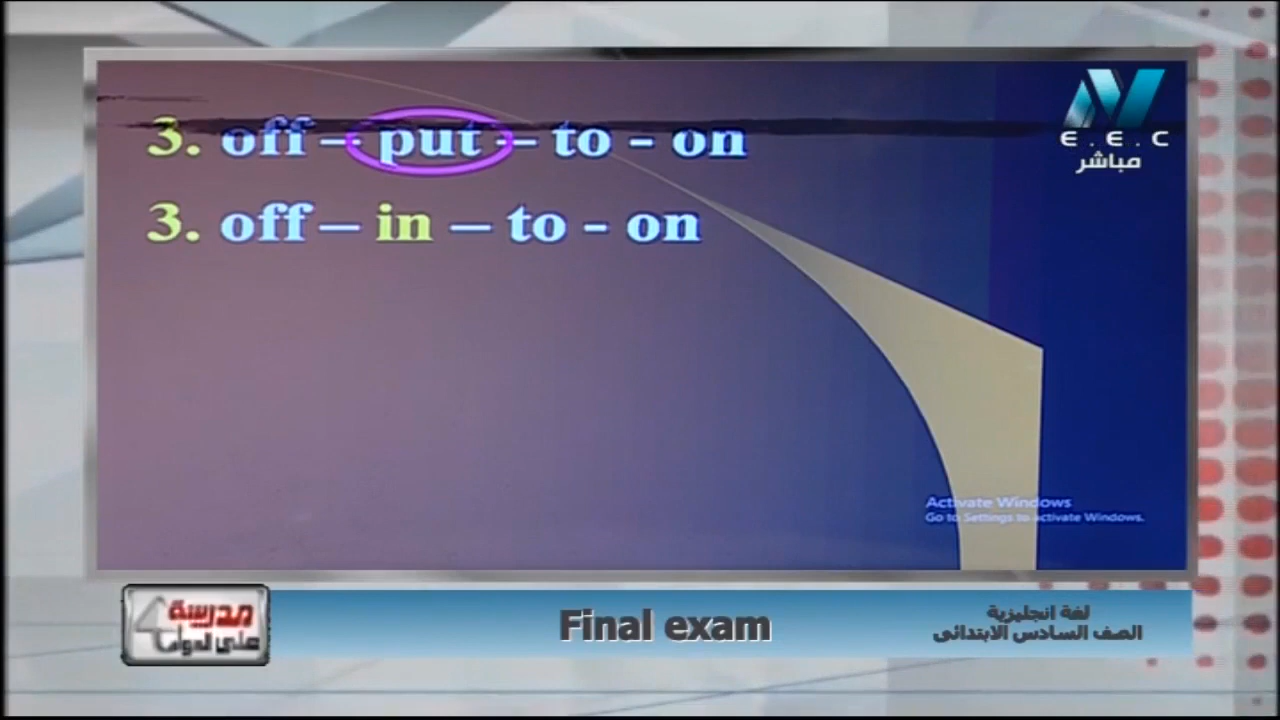 3. off – put – to - on
3. off – in – to - on
E.E.C
مباشر
Activate Windows
Go to Settings to activate Windows.
مدرسة
على الهواء
Final exam
لغة انجليزية
الصف السادس الابتدائى